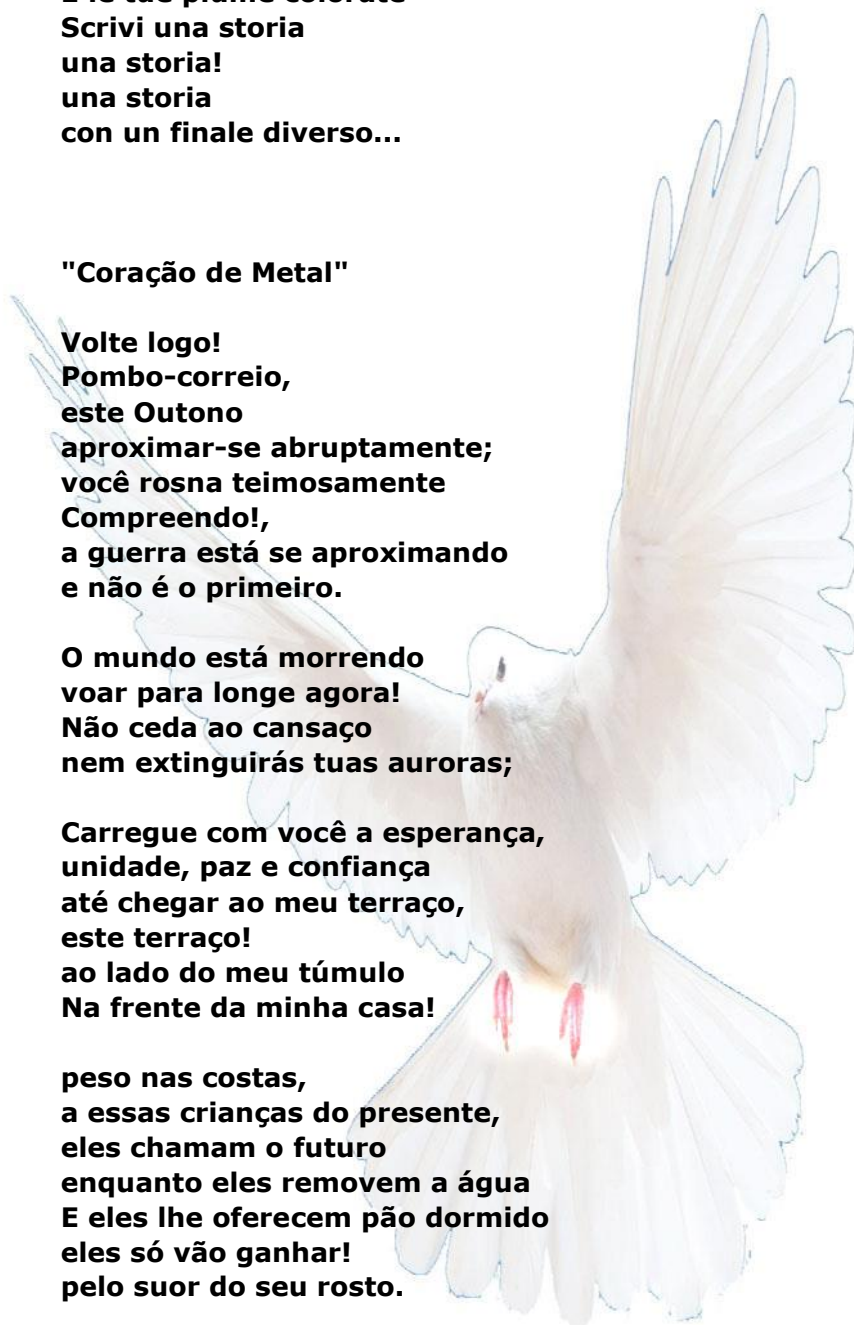 Scrivi una storia
una storia!
una storia
con un finale diverso...
"Coração de Metal"
Volte logo!
Pombo-correio,
este Outono
aproximar-se abruptamente;
você rosna teimosamente
Compreendo!,
a guerra está se aproximando
e não é o primeiro.
O mundo está morrendo
voar para longe agora!
Não ceda ao cansaço
nem extinguirás tuas auroras;
Carregue com você a esperança,
unidade, paz e confiança
até chegar ao meu terraço,
este terraço!
ao lado do meu túmulo
Na frente da minha casa!
peso nas costas,
a essas crianças do presente,
eles chamam o futuro
enquanto eles removem a água
E eles lhe oferecem pão dormido
eles só vão ganhar!
pelo suor do seu rosto.